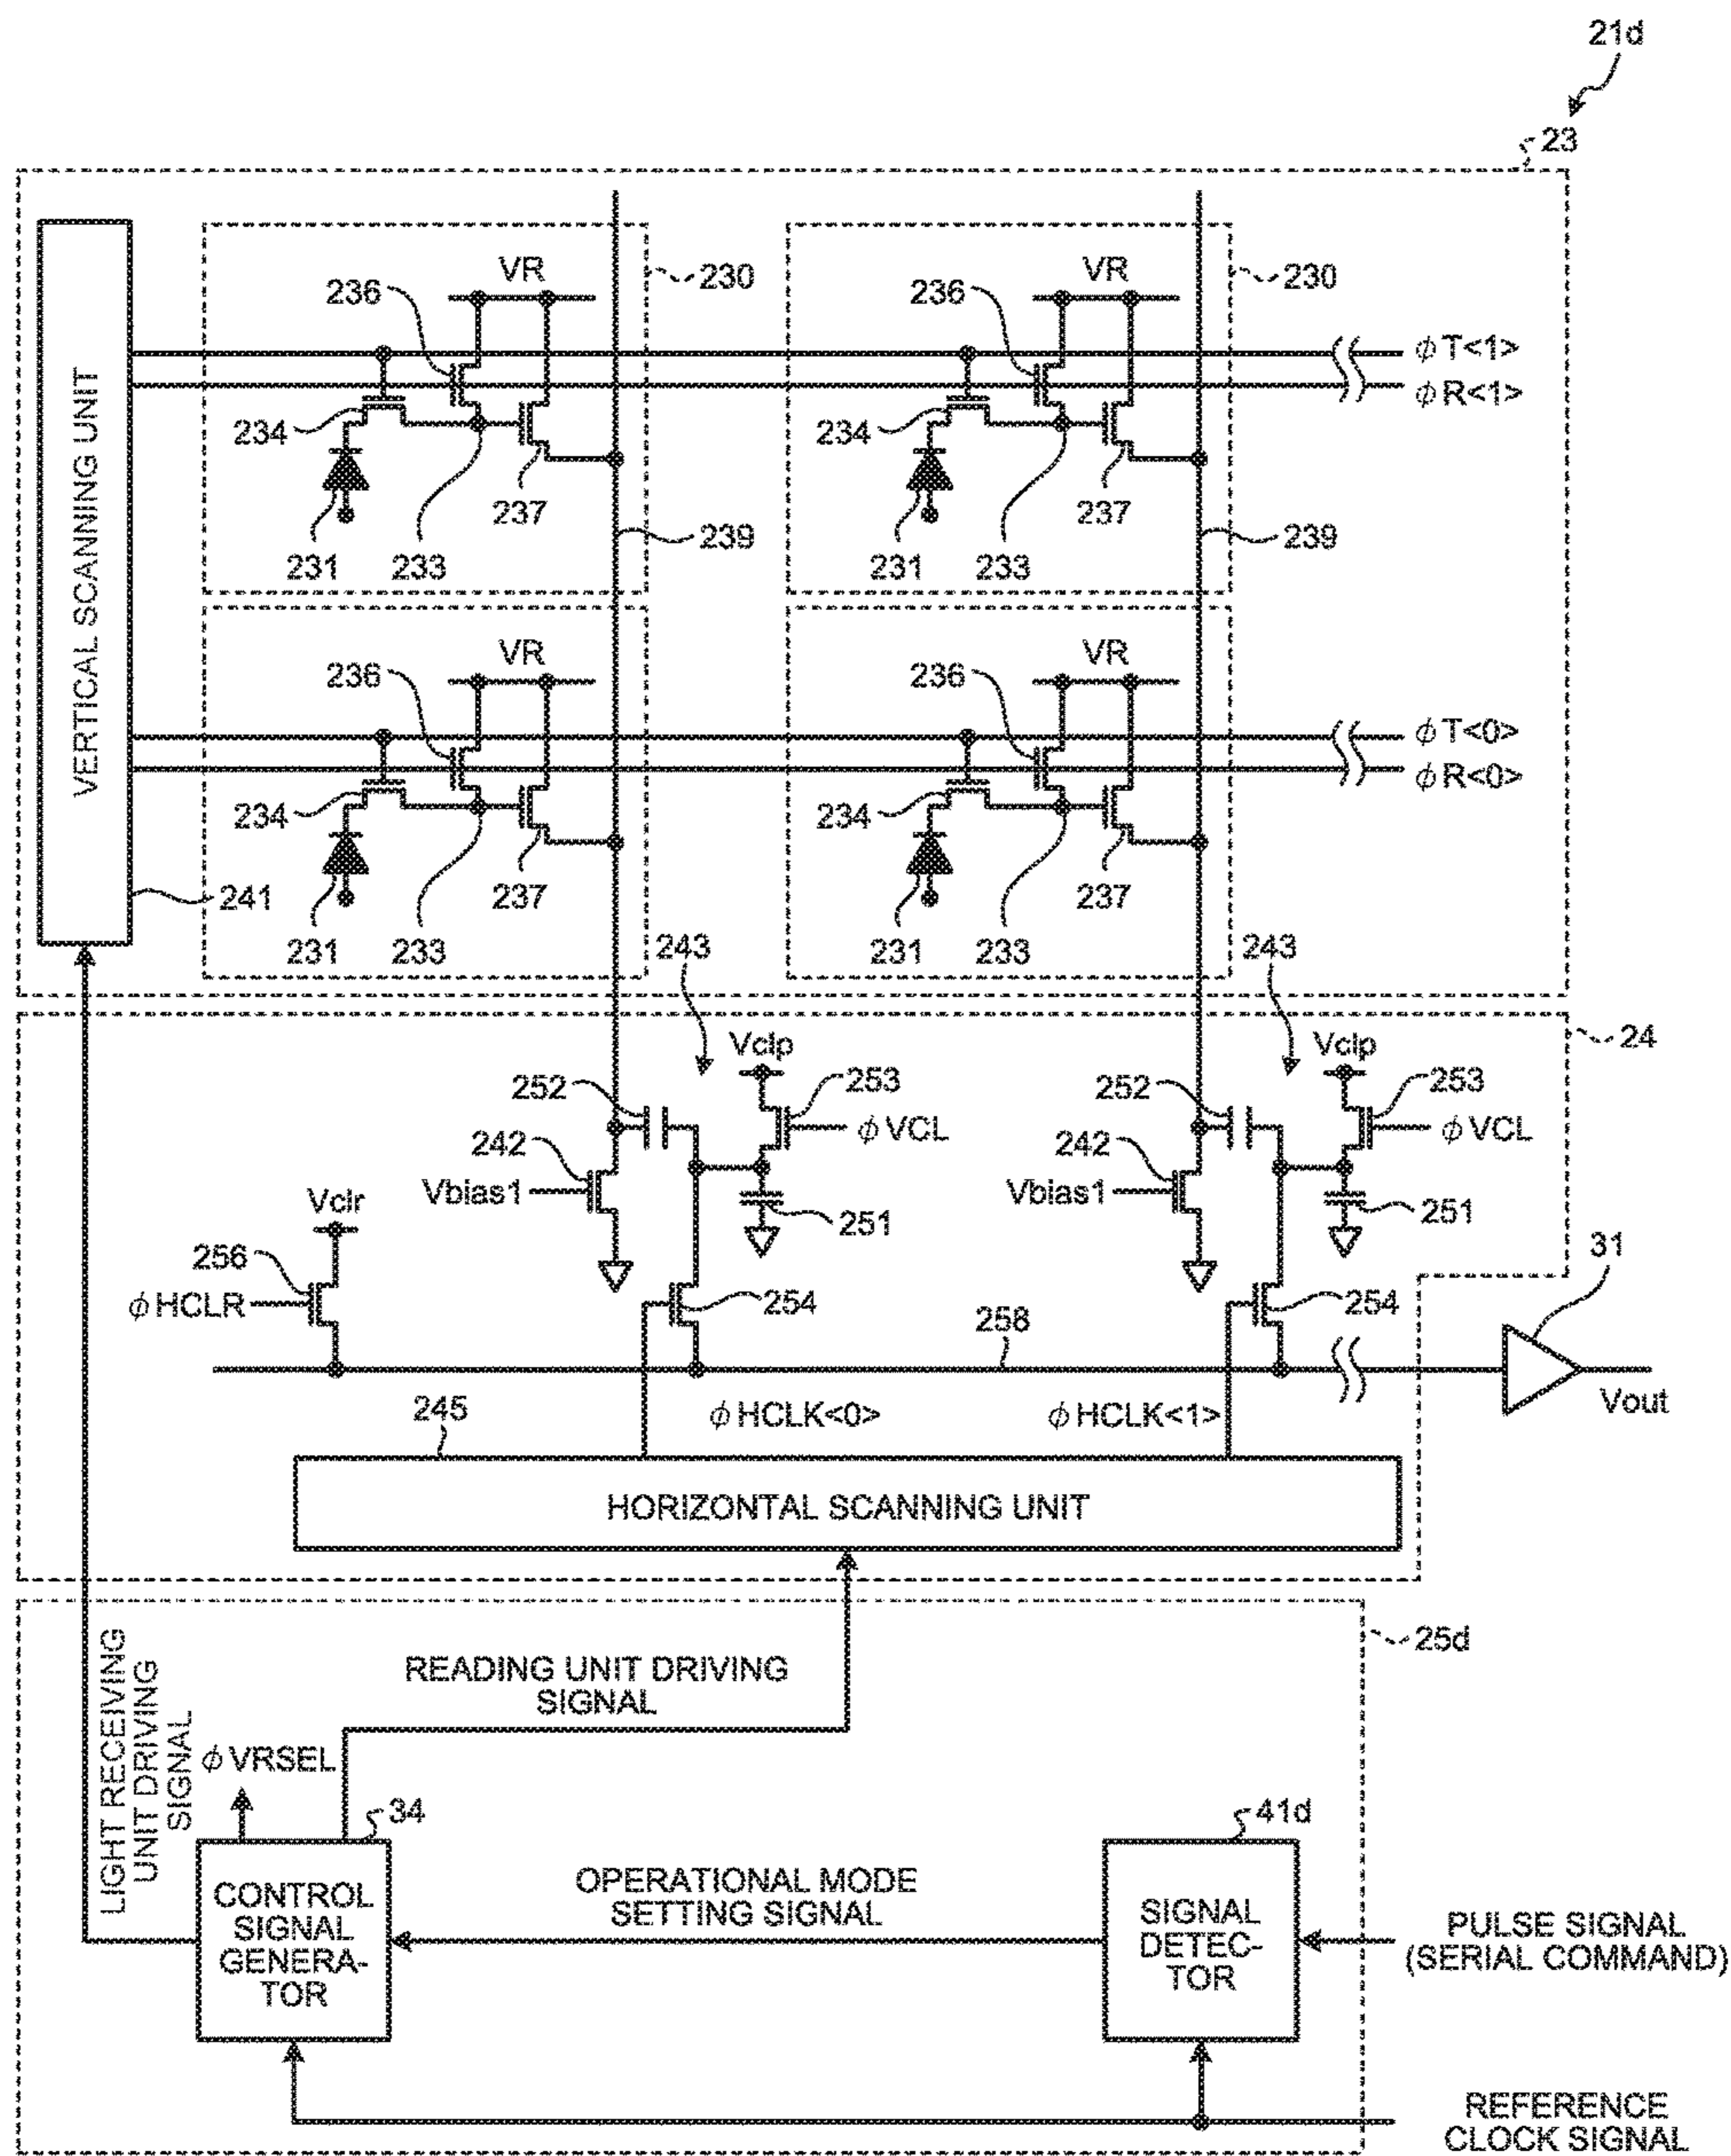 21d
23
VERTICAL SCANNING UNIT
241
VR
236
230
234
231
233
237
239
VR
236
230
234
231
233
237
239
φT<1>
φR<1>
VR
236
234
231
233
237
VR
236
234
231
233
237
φT<0>
φR<0>
24
243
Vclp
252
253
φVCL
242
Vbias1
251
243
Vclp
252
253
φVCL
242
Vbias1
251
Vclr
256
φHCLR
254
254
258
31
Vout
245
φHCLK<0>
φHCLK<1>
HORIZONTAL SCANNING UNIT
25d
LIGHT RECEIVING
UNIT DRIVING
SIGNAL
READING UNIT DRIVING
SIGNAL
φVRSEL
34
41d
CONTROL
SIGNAL
GENERA-
TOR
OPERATIONAL MODE
SETTING SIGNAL
SIGNAL
DETEC-
TOR
PULSE SIGNAL
(SERIAL COMMAND)
REFERENCE
CLOCK SIGNAL